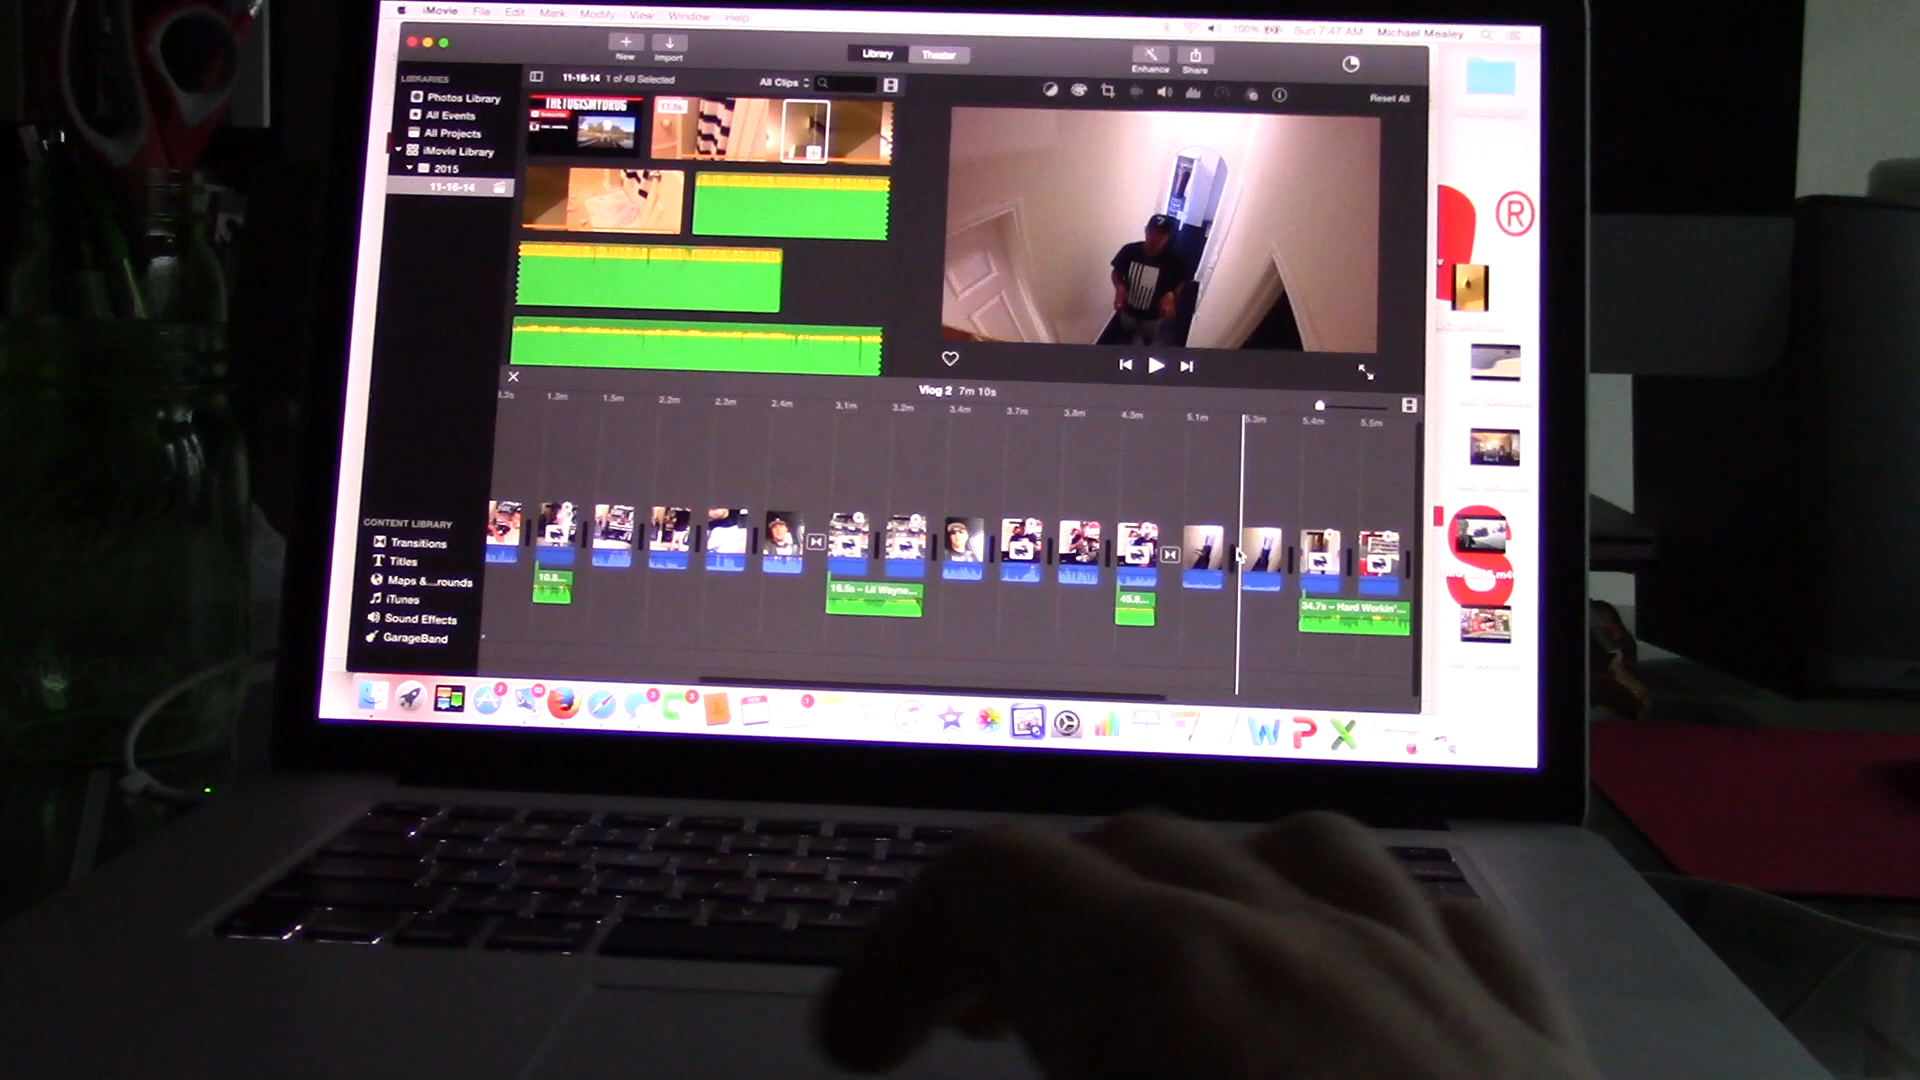 iMovie File Edit Mark Modify View Window Help
100% Sun 7:47 AM Michael Mealey
New Import
Library Theater
Enhance Share
LIBRARIES
Photos Library
All Events
All Projects
iMovie Library
2015
11-16-14
11-16-14 1 of 49 Selected
All Clips
Reset All
THETUGISMYDRUG
17.5s
®
Vlog 2 7m 10s
1.3m 1.5m 2.2m 2.3m 2.4m 3.1m 3.2m 3.4m 3.7m 3.8m 4.3m 5.1m 5.3m 5.4m 5.5m
10.8...
16.5s – Lil Wayne...
45.8...
34.7s – Hard Workin'...
CONTENT LIBRARY
Transitions
Titles
Maps &...rounds
iTunes
Sound Effects
GarageBand
S
W P X